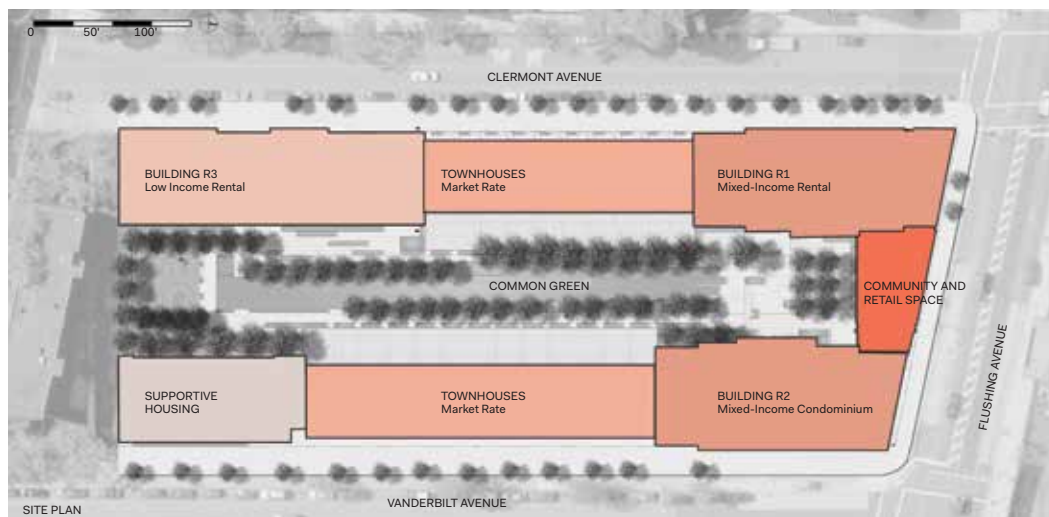 0 50' 100'
CLERMONT AVENUE
BUILDING R3
Low Income Rental
TOWNHOUSES
Market Rate
BUILDING R1
Mixed-Income Rental
COMMON GREEN
COMMUNITY AND
RETAIL SPACE
FLUSHING AVENUE
SUPPORTIVE
HOUSING
TOWNHOUSES
Market Rate
BUILDING R2
Mixed-Income Condominium
VANDERBILT AVENUE
SITE PLAN